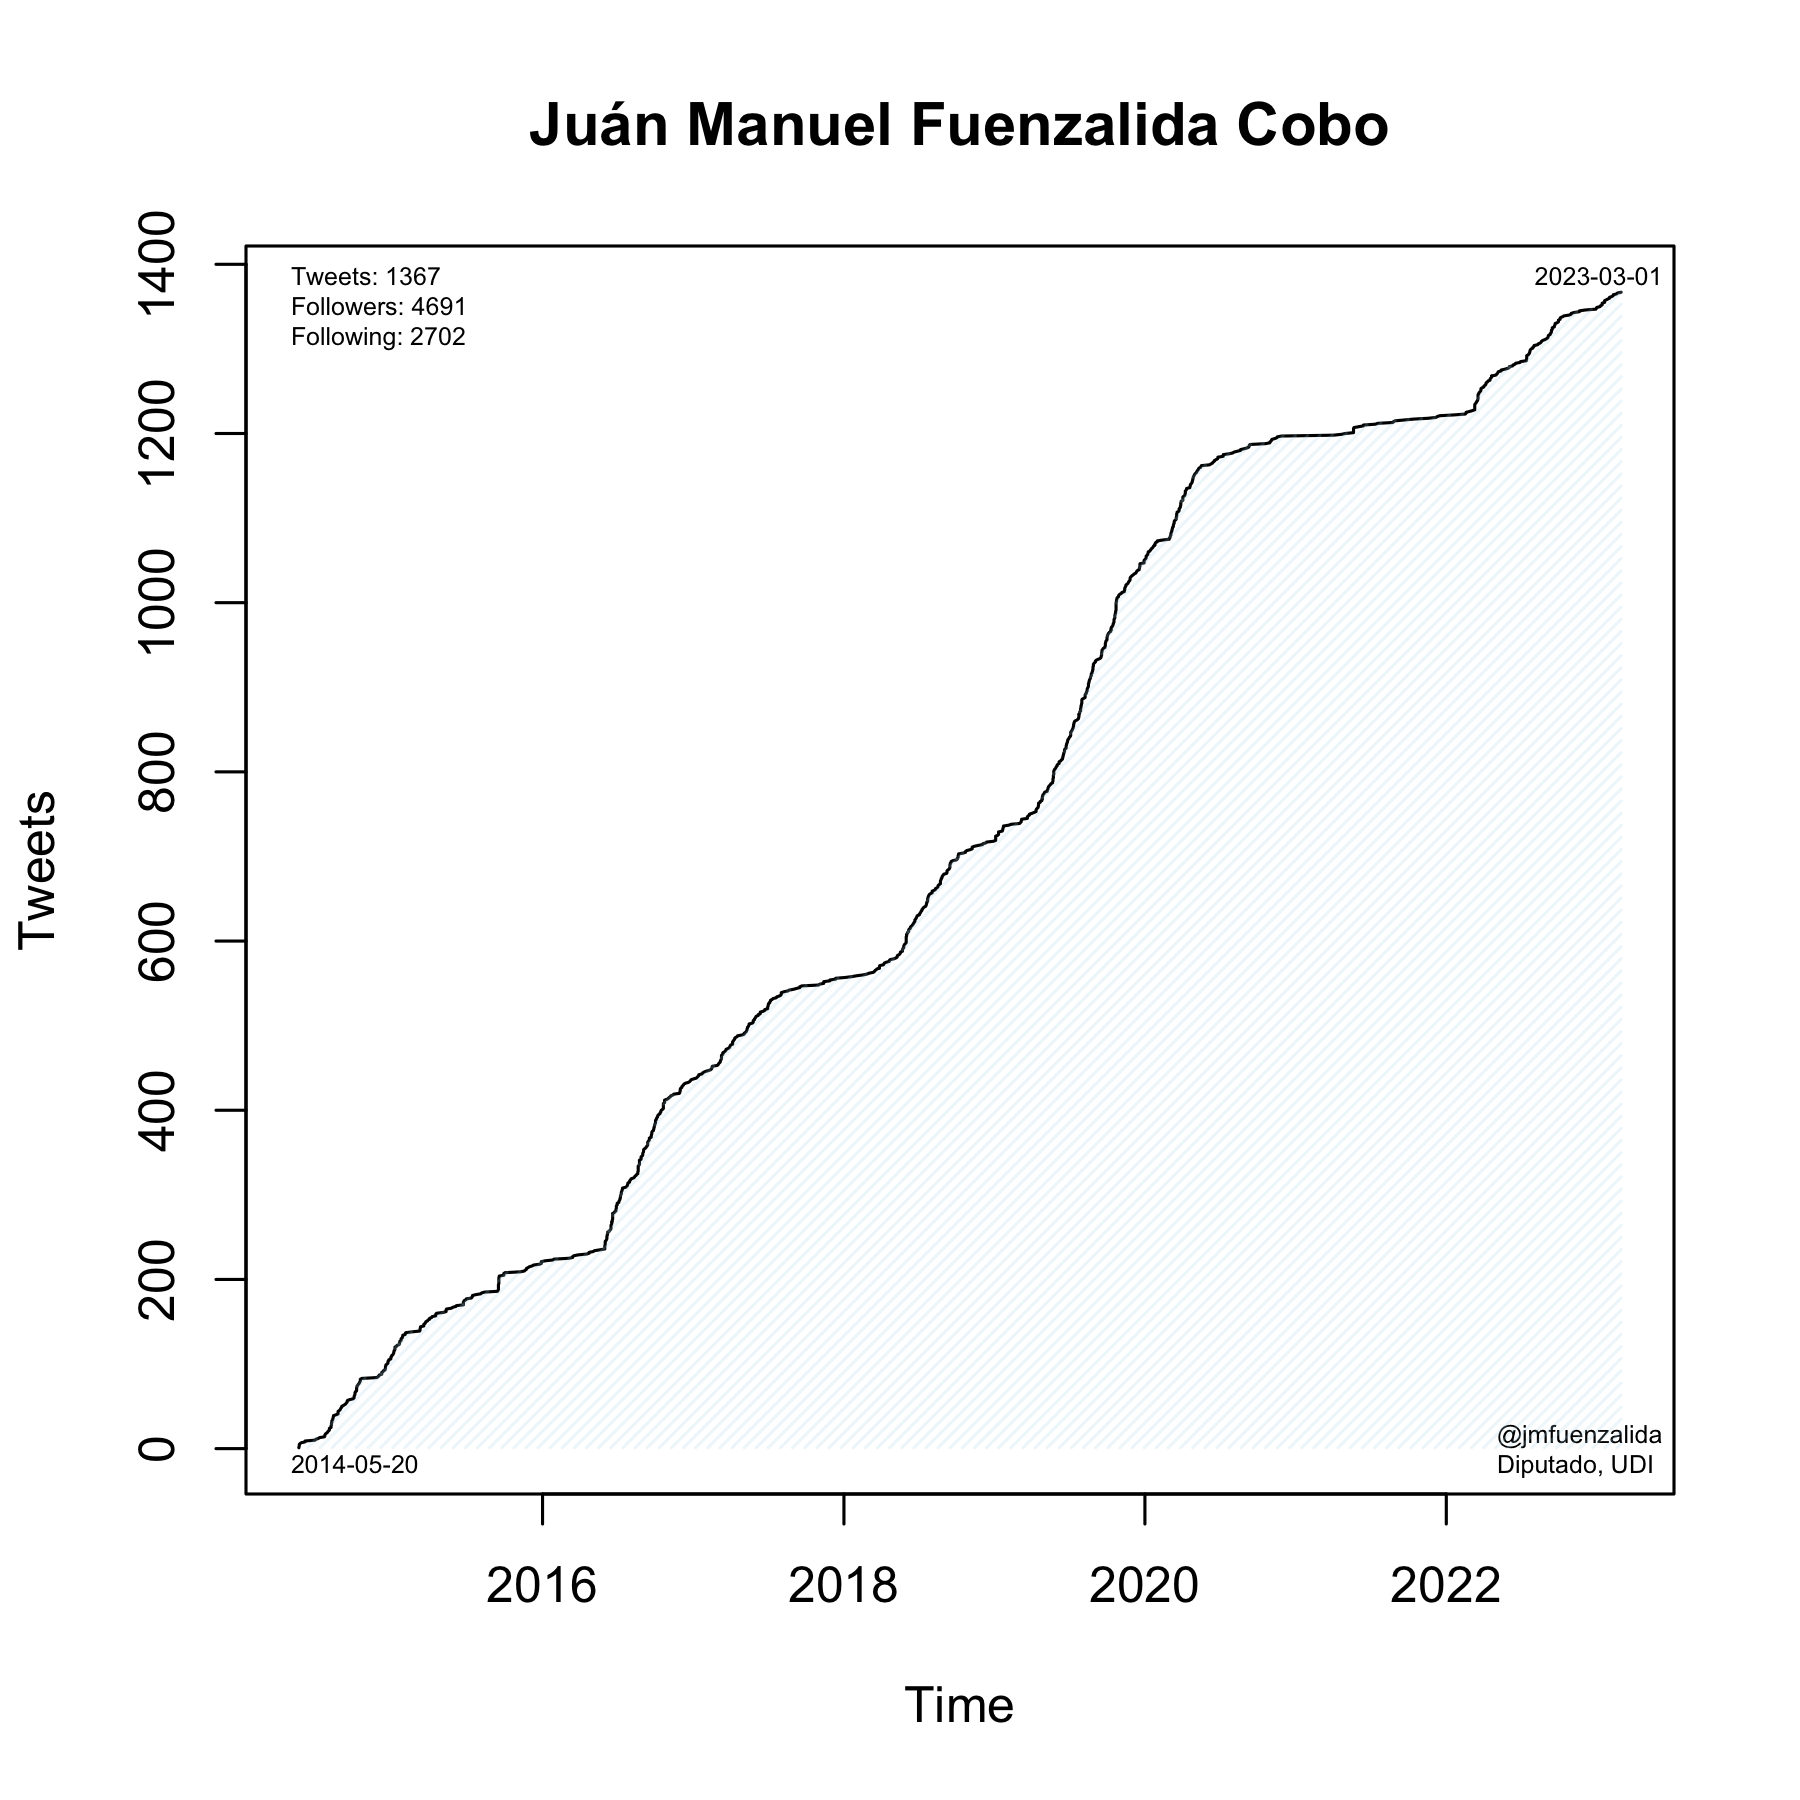 Juán Manuel Fuenzalida Cobo
Tweets: 1367
Followers: 4691
Following: 2702
2023-03-01
1400
1200
1000
800
600
400
200
0
Tweets
2014-05-20
@jmfuenzalida
Diputado, UDI
2016 2018 2020 2022
Time